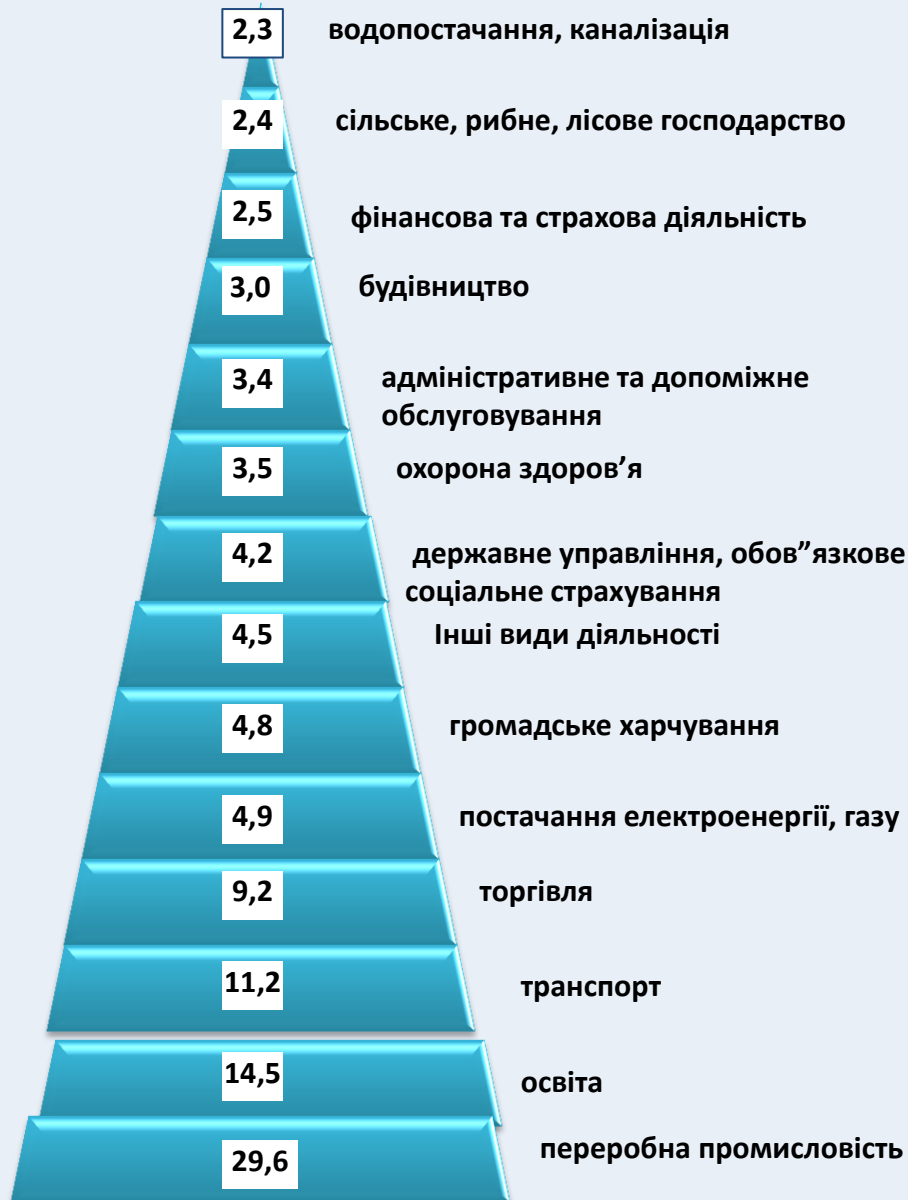 2,3 водопостачання, каналізація
2,4 сільське, рибне, лісове господарство
2,5 фінансова та страхова діяльність
3,0 будівництво
3,4 адміністративне та допоміжне
обслуговування
3,5 охорона здоров’я
4,2 державне управління, обов”язкове
соціальне страхування
4,5 Інші види діяльності
4,8 громадське харчування
4,9 постачання електроенергії, газу
9,2 торгівля
11,2 транспорт
14,5 освіта
29,6 переробна промисловість